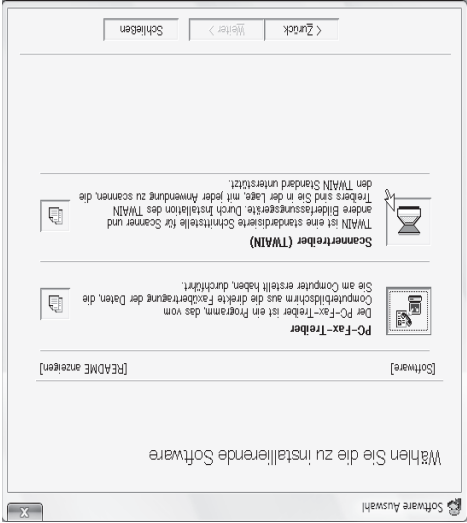 Software Auswahl
X
Wählen Sie die zu installierende Software
[Software]
[README anzeigen]
PC-Fax-Treiber
Der PC-Fax-Treiber ist ein Programm, das vom
Computerbildschirm aus die direkte Faxübertragung der Daten, die
Sie am Computer erstellt haben, durchführt.
Scannertreiber (TWAIN)
TWAIN ist eine standardisierte Schnittstelle für Scanner und
andere Bilderfassungsgeräte. Durch Installation des TWAIN
Treibers sind Sie in der Lage, mit jeder Anwendung zu scannen, die
den TWAIN Standard unterstützt.
< Zurück
Weiter >
Schließen